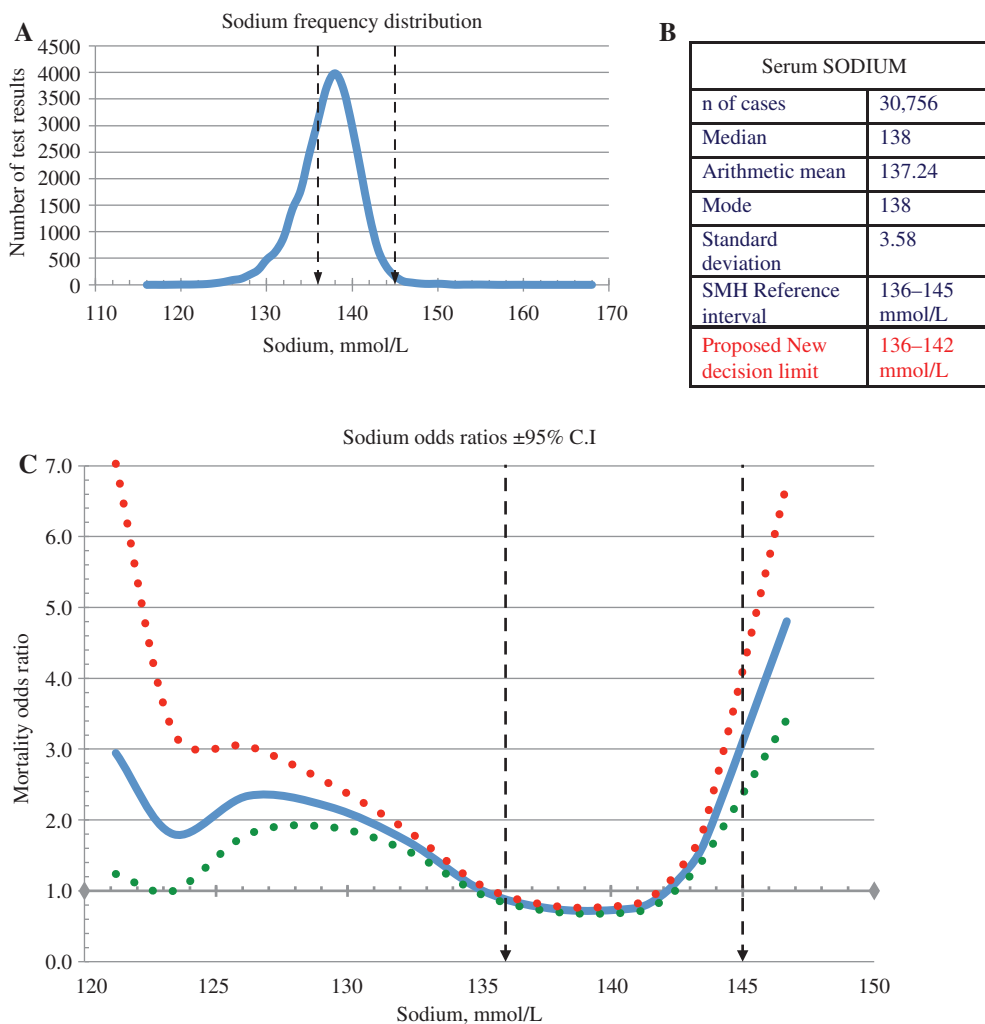 A
Sodium frequency distribution
Number of test results
4500
4000
3500
3000
2500
2000
1500
1000
500
0
110
120
130
140
150
160
170
Sodium, mmol/L
B
Serum SODIUM
n of cases 30,756
Median 138
Arithmetic mean 137.24
Mode 138
Standard 3.58
deviation
SMH Reference 136–145
interval mmol/L
Proposed New 136–142
decision limit mmol/L
Sodium odds ratios ±95% C.I
C
Mortality odds ratio
7.0
6.0
5.0
4.0
3.0
2.0
1.0
0.0
120
125
130
135
140
145
150
Sodium, mmol/L